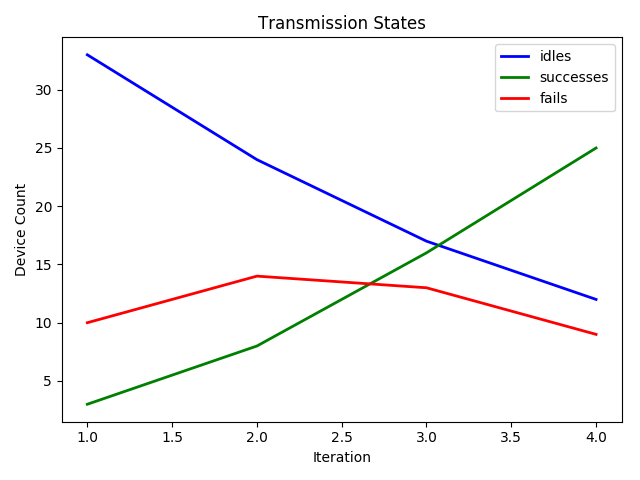 Transmission States
idles
successes
fails
Device Count
30
25
20
15
10
5
1.0 1.5 2.0 2.5 3.0 3.5 4.0
Iteration